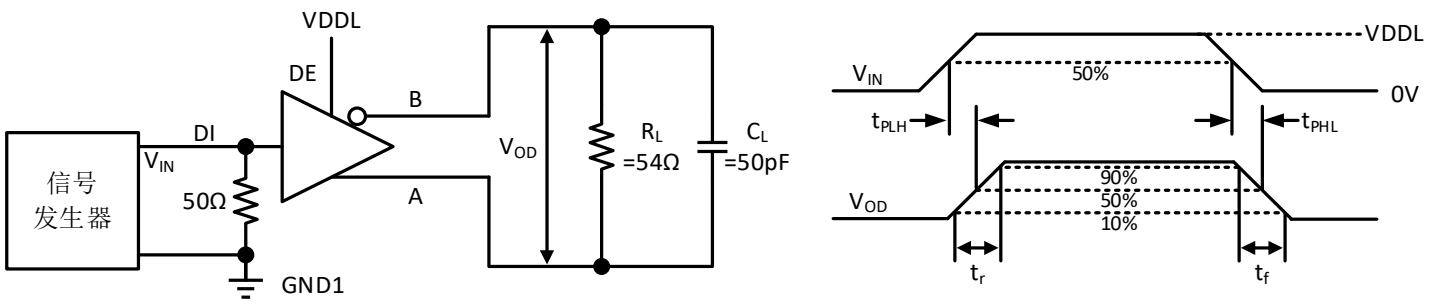 VDDL
DE
B
DI
V_IN
信号
发生器
50Ω
GND1
A
V_OD
R_L
=54Ω
C_L
=50pF
VDDL
V_IN
50%
0V
t_PLH
t_PHL
90%
V_OD
50%
10%
t_r
t_f